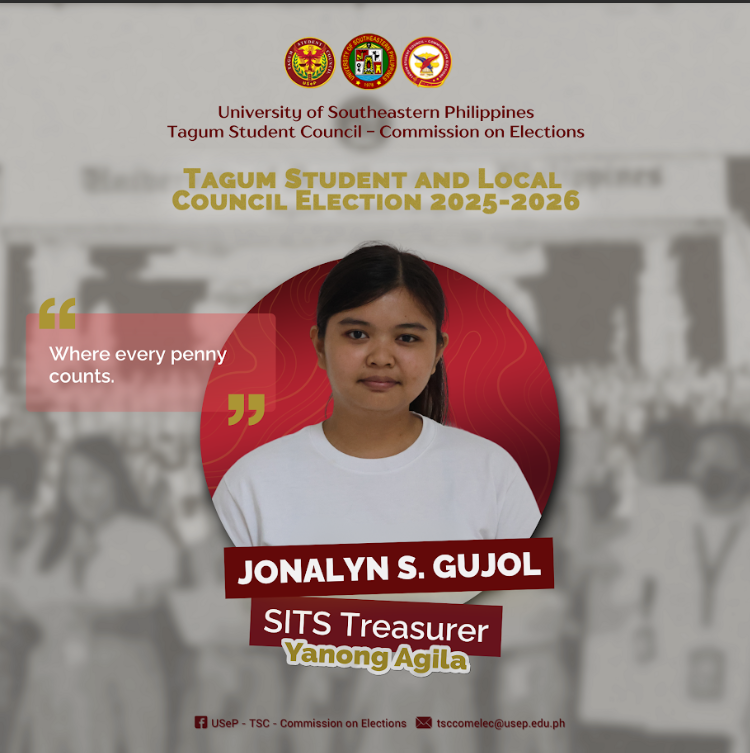 University of Southeastern Philippines
Tagum Student Council – Commission on Elections
Tagum Student and Local
Council Election 2025-2026
“
Where every penny
counts.
”
JONALYN S. GUJOL
SITS Treasurer
Yanong Agila
USeP - TSC - Commission on Elections tsccomelec@usep.edu.ph